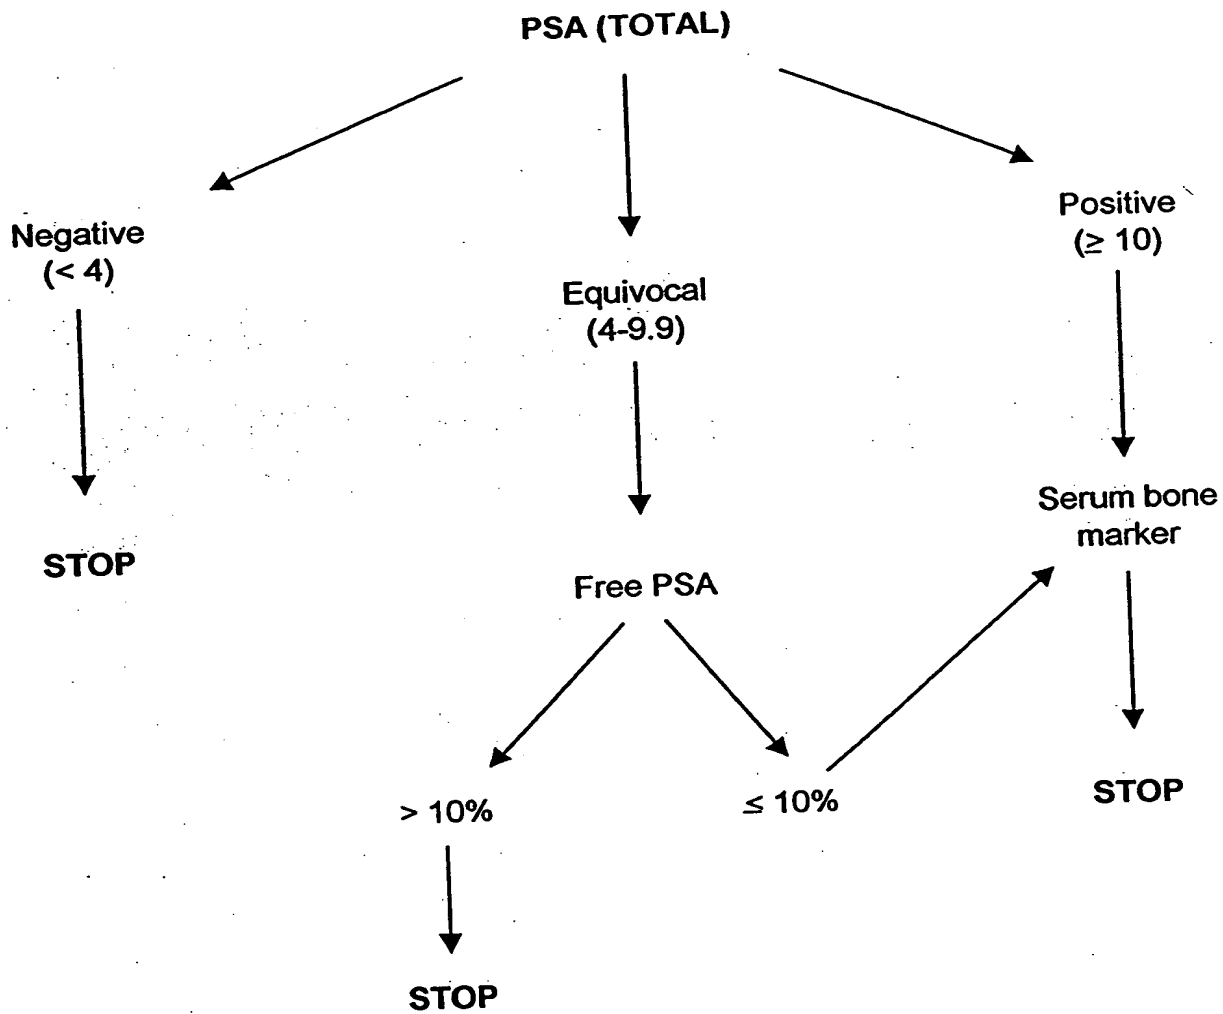 PSA (TOTAL)
Negative
(< 4)
Equivocal
(4-9.9)
Positive
(≥ 10)
Serum bone
marker
STOP
Free PSA
> 10%
≤ 10%
STOP
STOP